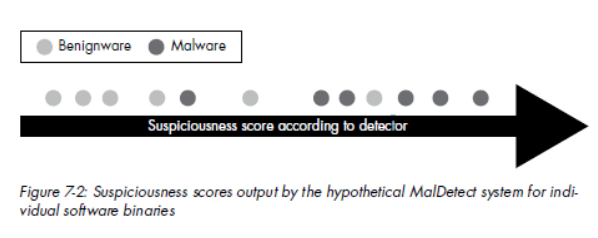 Benignware Malware
Suspiciousness score according to detector
Figure 7-2: Suspiciousness scores output by the hypothetical MalDetect system for indi-
vidual software binaries